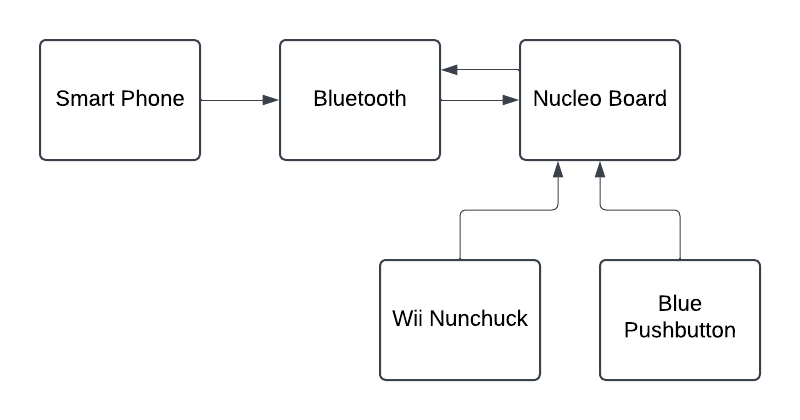 Smart Phone
Bluetooth
Nucleo Board
Wii Nunchuck
Blue
Pushbutton